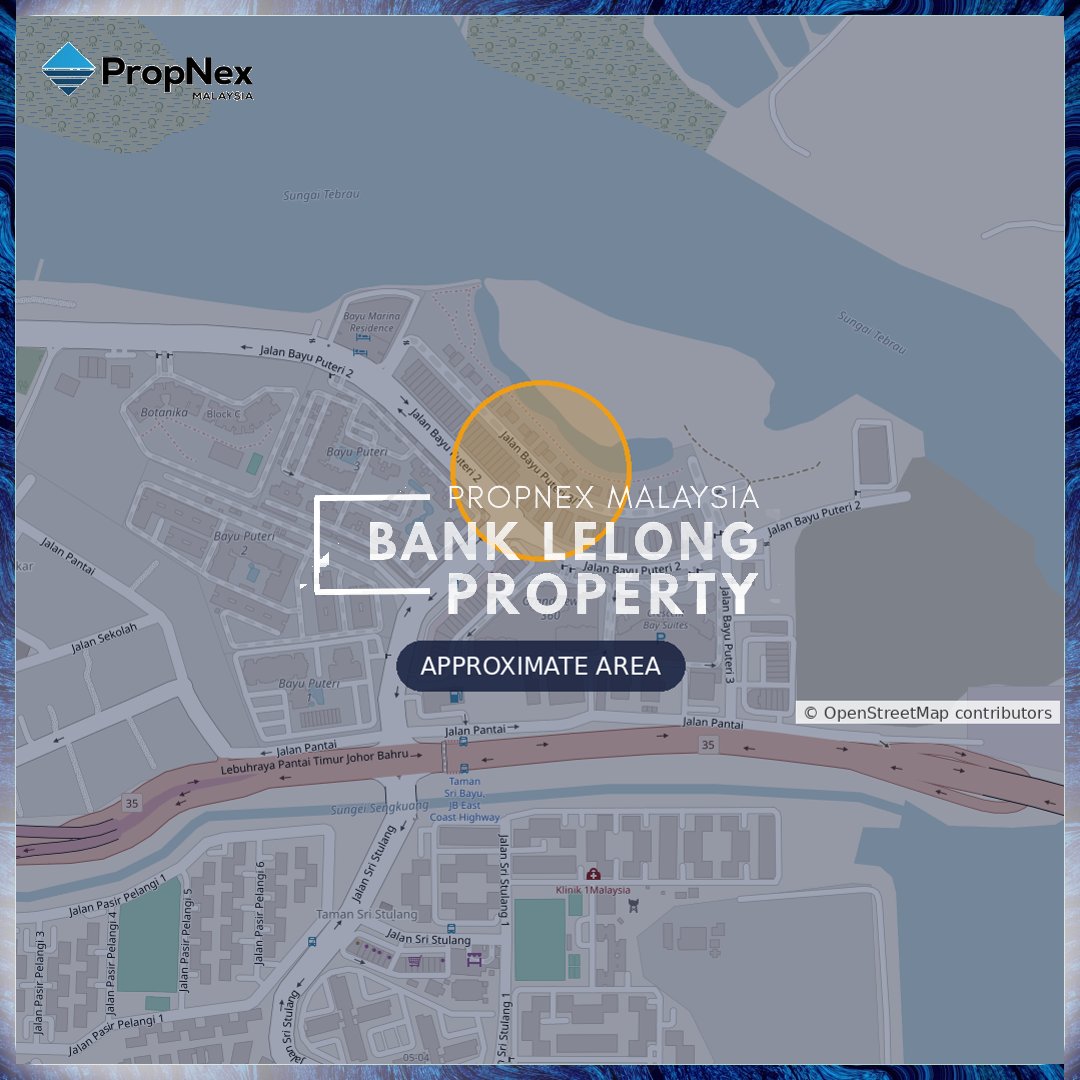 PropNex
MALAYSIA
Sungai Tebrau
Sungai Tebrau
Bayu Marina
Residence
Jalan Bayu Puteri 2
Jalan Bayu Puteri 2
Botanika
Block C
Bayu Puteri
3
Jalan Bayu Puteri
PROPNEX MALAYSIA
BANK LELONG
PROPERTY
Jalan Bayu Puteri 2
Jalan Bayu Puteri 2
Bayu Puteri
2
Jalan Pantai
kar
360
Bay Suites
P
Jalan Sekolah
Jalan Bayu Puteri 3
APPROXIMATE AREA
Bayu Puteri
3
© OpenStreetMap contributors
Jalan Pantai
Jalan Pantai
Jalan Pantai
35
Lebuhraya Pantai Timur Johor Bahru
35
Taman
Sri Bayu,
JB East
Coast Highway
Sungei Sengkuang
Jalan Sri Stulang
Jalan Sri Stulang 1
Klinik 1Malaysia
Jalan Pasir Pelangi 1
Jalan Pasir Pelangi 6
Jalan Pasir Pelangi 5
Jalan Pasir Pelangi 4
Jalan Pasir Pelangi 3
Taman Sri Stulang
Jalan Sri Stulang
Jalan Pasir Pelangi 1
Jalan Sri Stulang
Jalan Sri Stulang 1
05-04